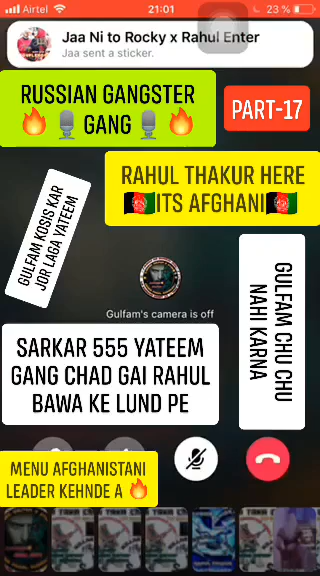 Airtel
21:01
23 %
Jaa Ni to Rocky x Rahul Enter
Jaa sent a sticker.
RUSSIAN GANGSTER
🔥🎙️GANG🎙️🔥
PART-17
RAHUL THAKUR HERE
🇦🇫ITS AFGHANI🇦🇫
GULFAM KOSIS KAR
JOR LAGA YATEEM
Gulfam's camera is off
GULFAM CHU CHU
NAHI KARNA
SARKAR 555 YATEEM
GANG CHAD GAI RAHUL
BAWA KE LUND PE
MENU AFGHANISTANI
LEADER KEHNDE A 🔥